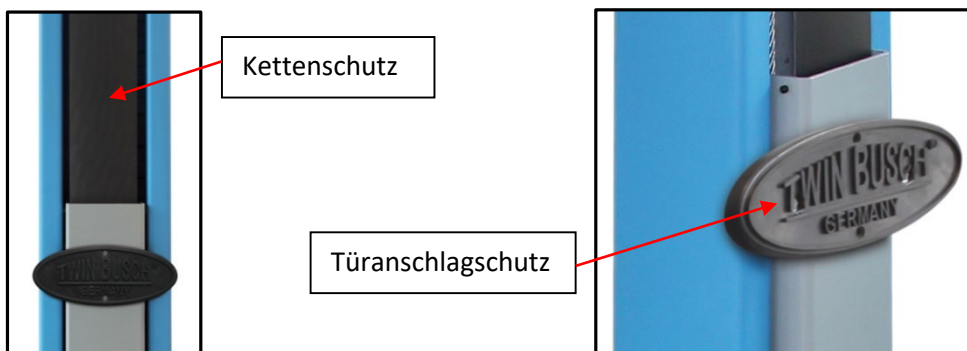 Kettenschutz
TWIN BUSCH®
GERMANY
Türanschlagschutz
TWIN BUSCH®
GERMANY